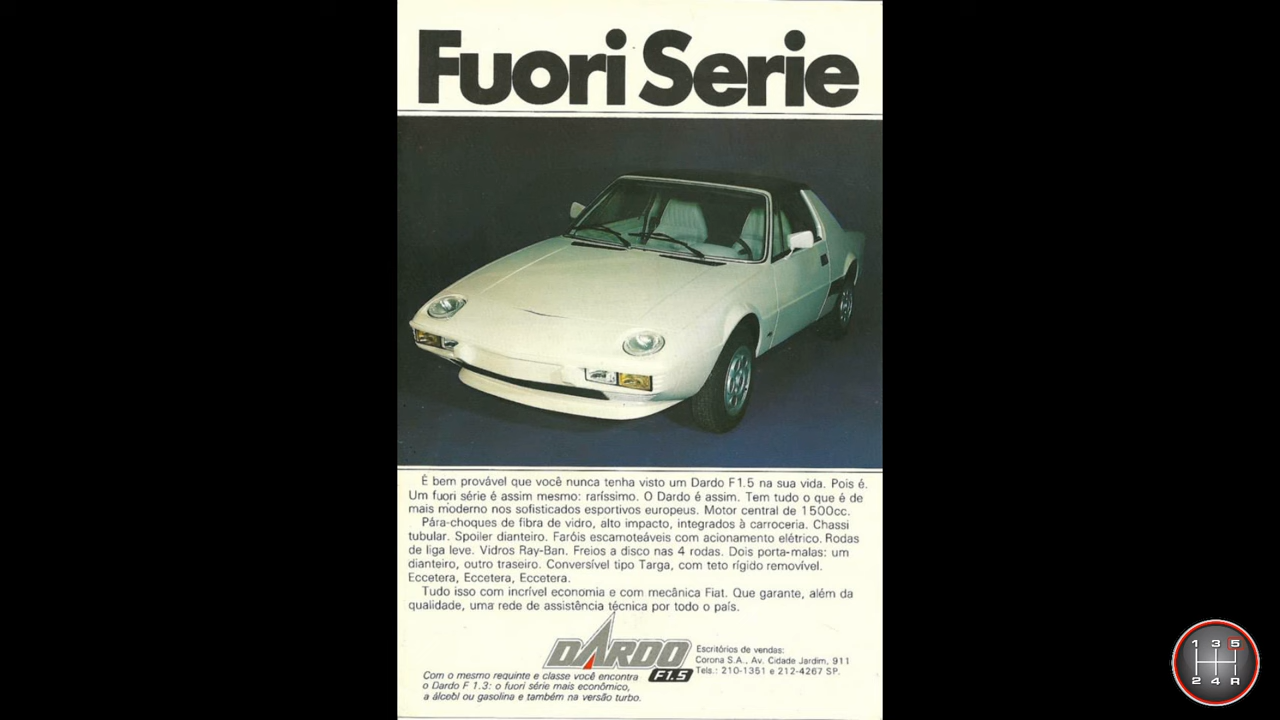 Fuori Serie
É bem provável que você nunca tenha visto um Dardo F1.5 na sua vida. Pois é.
Um fuori série é assim mesmo: raríssimo. O Dardo é assim. Tem tudo o que é de
mais moderno nos sofisticados esportivos europeus. Motor central de 1500cc.
Pára-choques de fibra de vidro, alto impacto, integrados à carroceria. Chassi
tubular. Spoiler dianteiro. Faróis escamoteáveis com acionamento elétrico. Rodas
de liga leve. Vidros Ray-Ban. Freios a disco nas 4 rodas. Dois porta-malas: um
dianteiro, outro traseiro. Conversível tipo Targa, com teto rígido removível.
Eccetera, Eccetera, Eccetera.
Tudo isso com incrível economia e com mecânica Fiat. Que garante, além da
qualidade, uma rede de assistência técnica por todo o país.
DARDO
F1.5
Escritórios de vendas:
Corona S.A., Av. Cidade Jardim, 911
Tels.: 210-1351 e 212-4267 SP.
Com o mesmo requinte e classe você encontra
o Dardo F 1.3: o fuori série mais econômico,
a álcool ou gasolina e também na versão turbo.
1 3 5
2 4 R